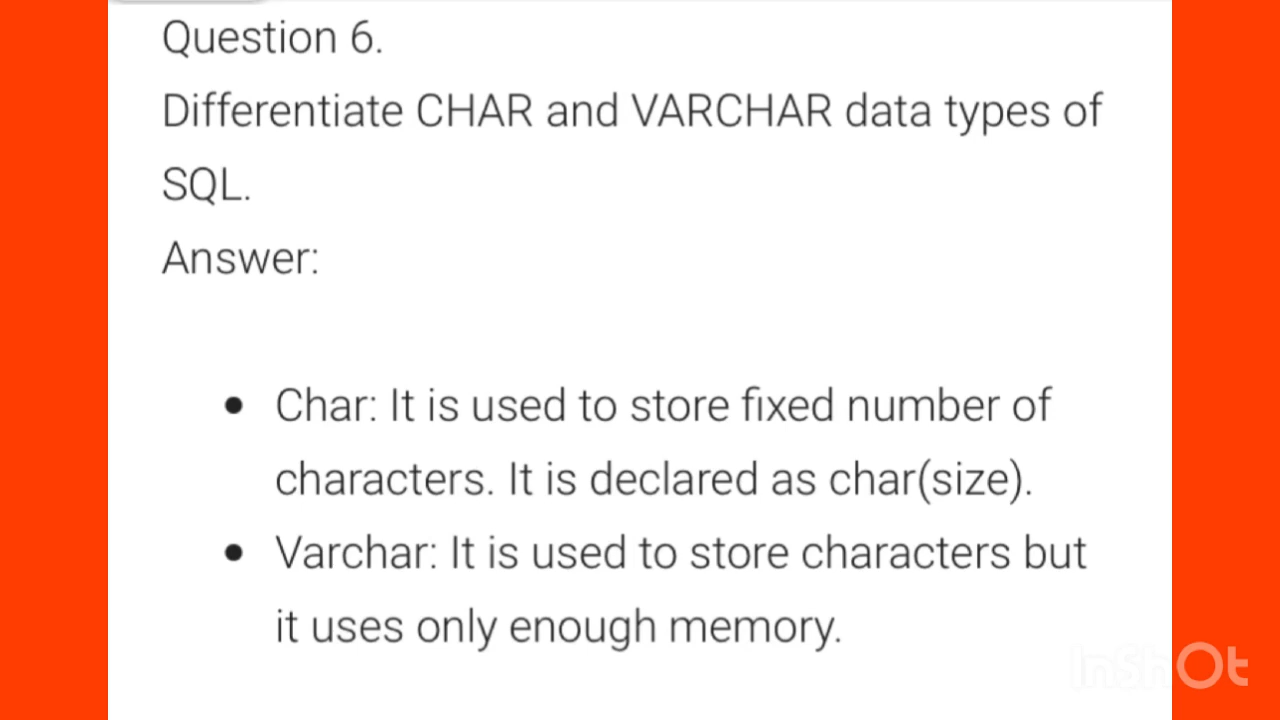 Question 6.
Differentiate CHAR and VARCHAR data types of
SQL.
Answer:
• Char: It is used to store fixed number of
characters. It is declared as char(size).
• Varchar: It is used to store characters but
it uses only enough memory.
InShOt